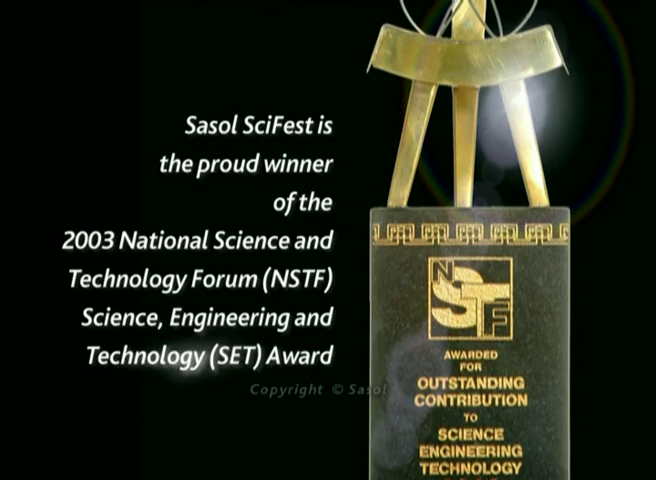 Sasol SciFest is
the proud winner
of the
2003 National Science and
Technology Forum (NSTF)
Science, Engineering and
Technology (SET) Award
Copyright © Sasol
NSTF
AWARDED
FOR
OUTSTANDING
CONTRIBUTION
TO
SCIENCE
ENGINEERING
TECHNOLOGY